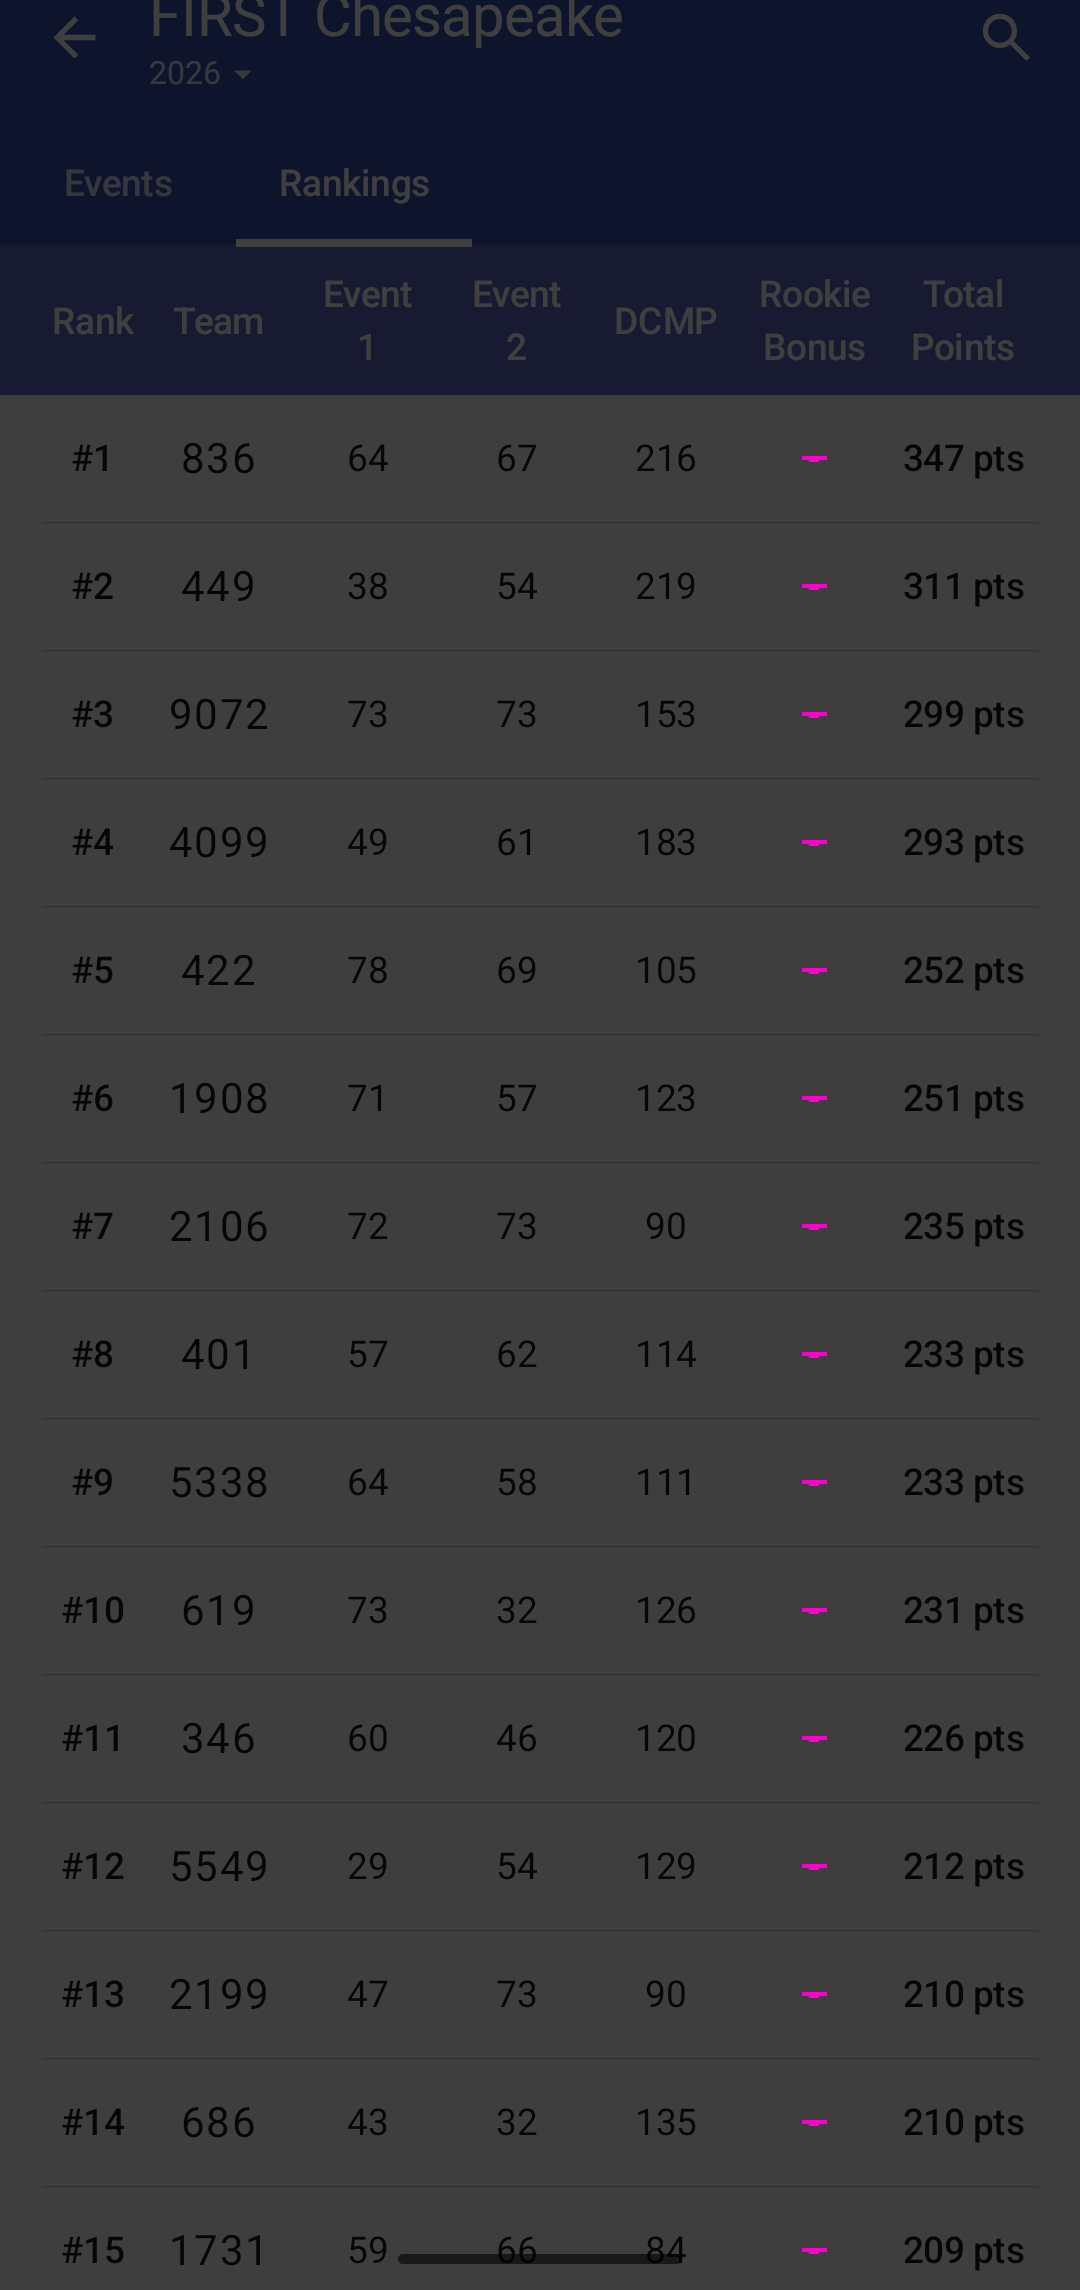 FIRST Chesapeake
2026
Events Rankings
Rank Team Event 1 Event 2 DCMP Rookie Bonus Total Points
#1 836 64 67 216 – 347 pts
#2 449 38 54 219 – 311 pts
#3 9072 73 73 153 – 299 pts
#4 4099 49 61 183 – 293 pts
#5 422 78 69 105 – 252 pts
#6 1908 71 57 123 – 251 pts
#7 2106 72 73 90 – 235 pts
#8 401 57 62 114 – 233 pts
#9 5338 64 58 111 – 233 pts
#10 619 73 32 126 – 231 pts
#11 346 60 46 120 – 226 pts
#12 5549 29 54 129 – 212 pts
#13 2199 47 73 90 – 210 pts
#14 686 43 32 135 – 210 pts
#15 1731 59 66 84 – 209 pts